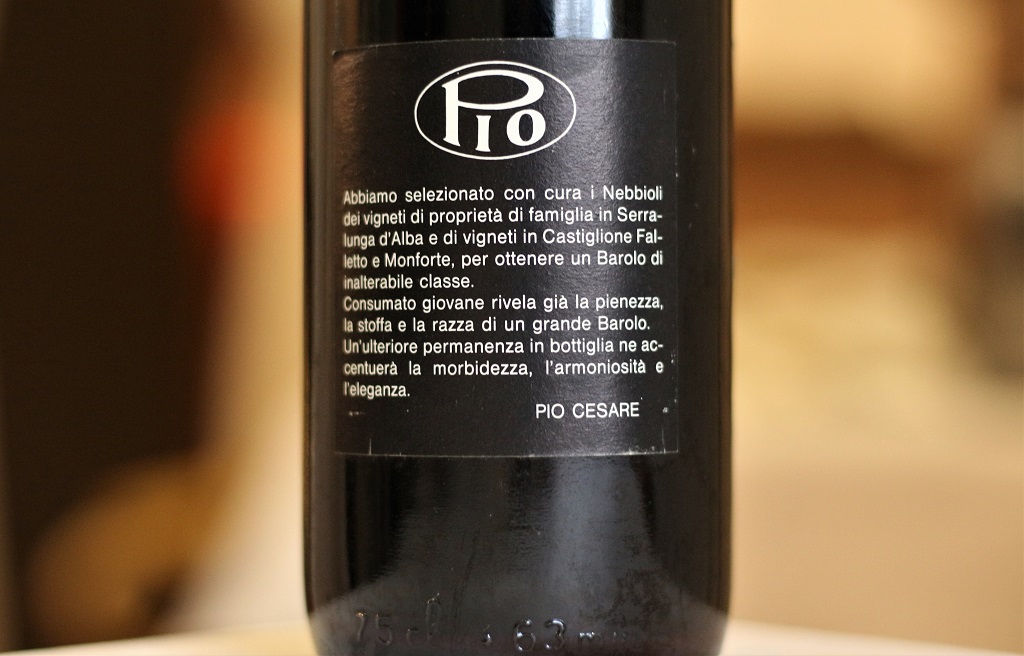 PIO
Abbiamo selezionato con cura i Nebbioli
dei vigneti di proprietà di famiglia in Serra-
lunga d'Alba e di vigneti in Castiglione Fal-
letto e Monforte, per ottenere un Barolo di
inalterabile classe.
Consumato giovane rivela già la pienezza,
la stoffa e la razza di un grande Barolo.
Un'ulteriore permanenza in bottiglia ne ac-
centuerà la morbidezza, l'armoniosità e
l'eleganza.
PIO CESARE
75 cl 63